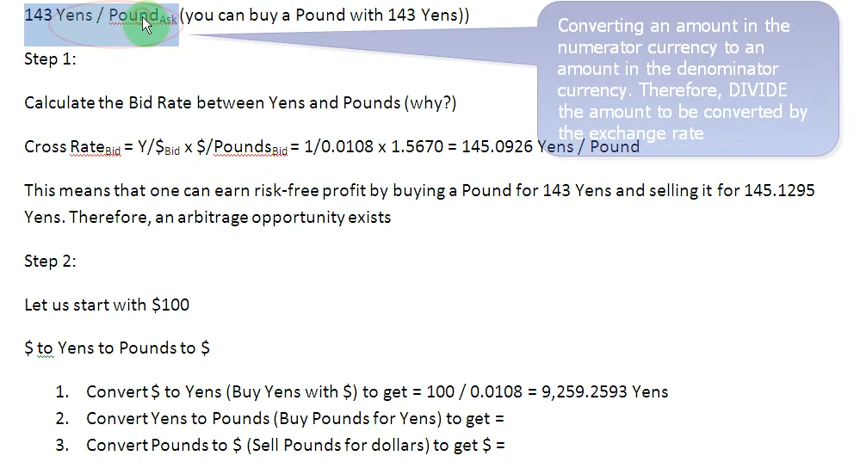 143 Yens / PoundAsk (you can buy a Pound with 143 Yens))
Converting an amount in the
numerator currency to an
amount in the denominator
currency. Therefore, DIVIDE
the amount to be converted by
the exchange rate
Step 1:
Calculate the Bid Rate between Yens and Pounds (why?)
Cross RateBid = Y/$Bid x $/PoundsBid = 1/0.0108 x 1.5670 = 145.0926 Yens / Pound
This means that one can earn risk-free profit by buying a Pound for 143 Yens and selling it for 145.1295
Yens. Therefore, an arbitrage opportunity exists
Step 2:
Let us start with $100
$ to Yens to Pounds to $
1. Convert $ to Yens (Buy Yens with $) to get = 100 / 0.0108 = 9,259.2593 Yens
2. Convert Yens to Pounds (Buy Pounds for Yens) to get =
3. Convert Pounds to $ (Sell Pounds for dollars) to get $ =